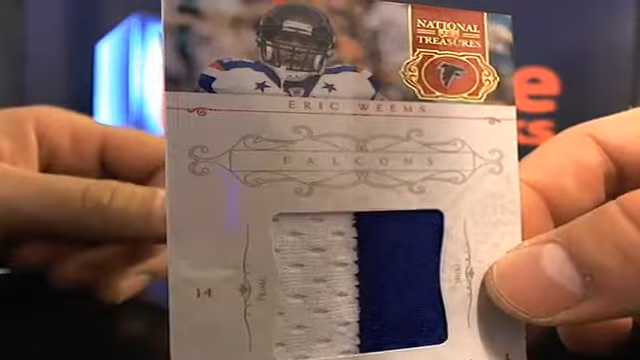 NATIONAL
TREASURES
ERIC WEEMS
FALCONS
14